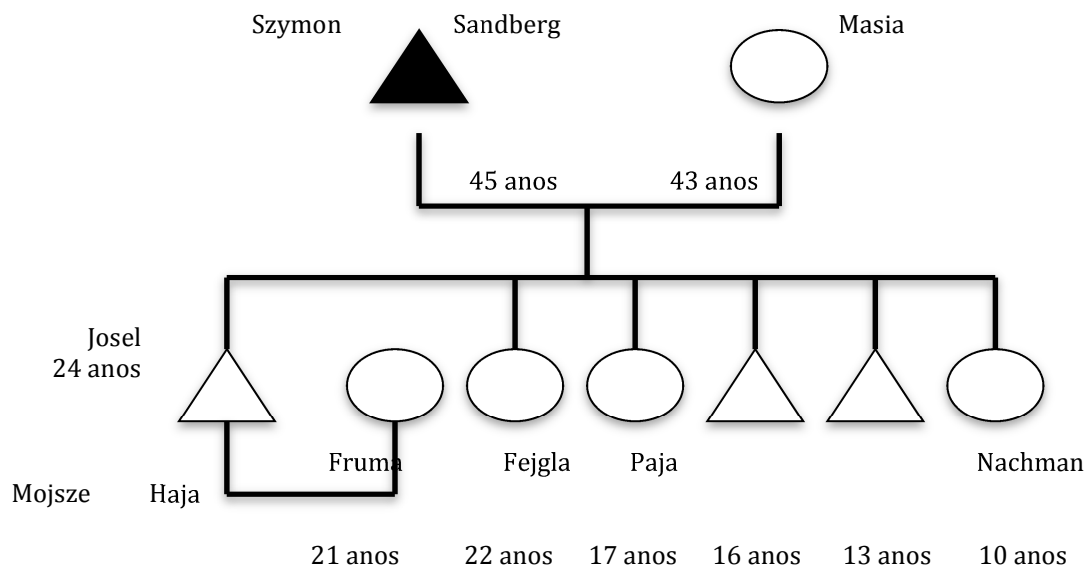 Szymon Sandberg Masia
45 anos 43 anos
Josel
24 anos
Fruma Fejgla Paja Nachman
Mojsze Haja
21 anos 22 anos 17 anos 16 anos 13 anos 10 anos